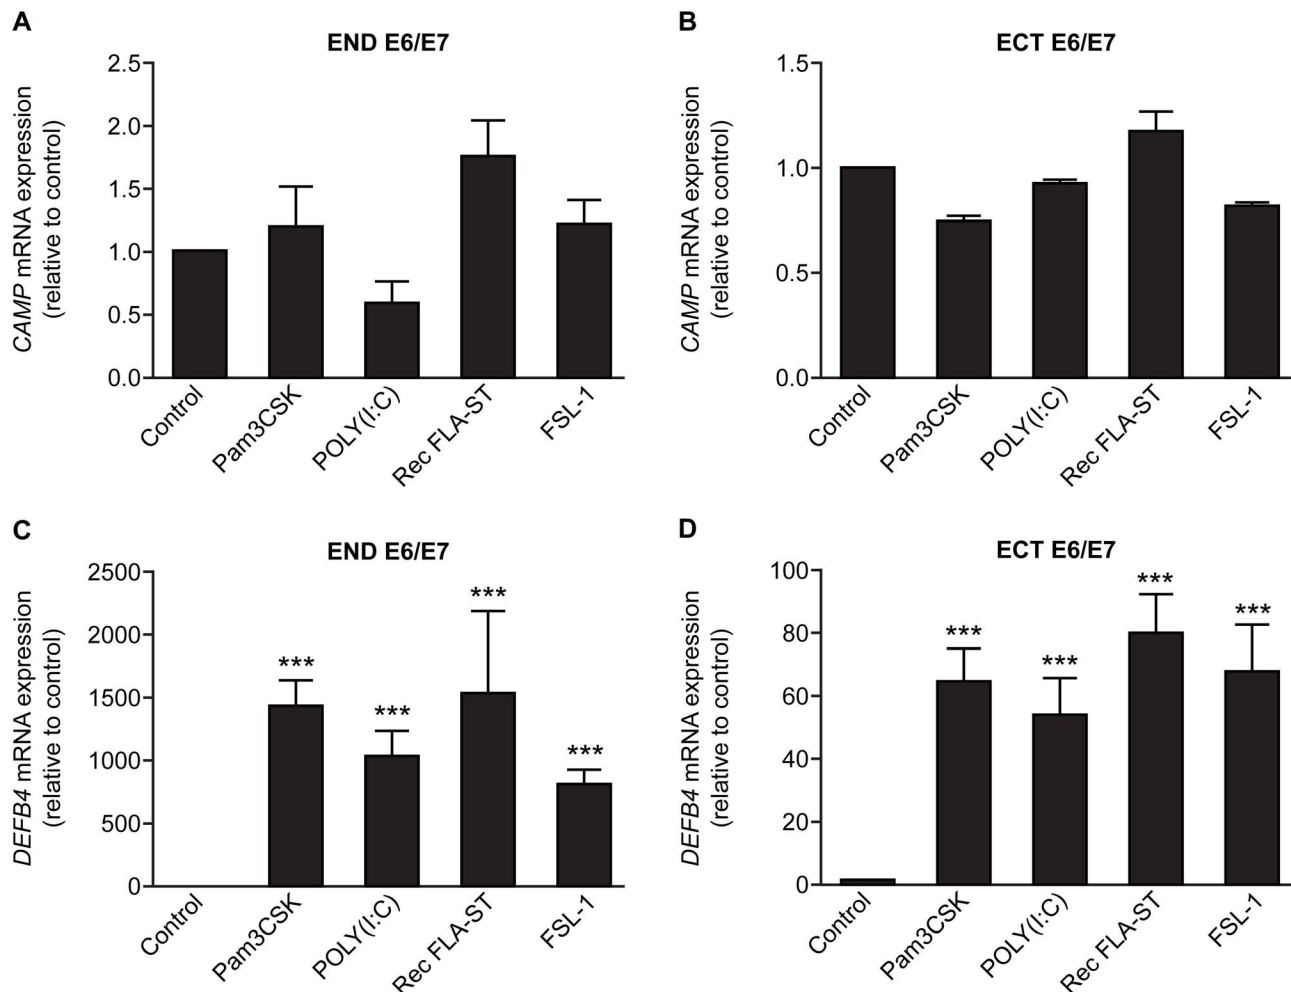 A
END E6/E7
CAMP mRNA expression
(relative to control)
2.5
2.0
1.5
1.0
0.5
0.0
Control
Pam3CSK
POLY(I:C)
Rec FLA-ST
FSL-1
B
ECT E6/E7
CAMP mRNA expression
(relative to control)
1.5
1.0
0.5
0.0
Control
Pam3CSK
POLY(I:C)
Rec FLA-ST
FSL-1
C
END E6/E7
DEFB4 mRNA expression
(relative to control)
2500
2000
1500
1000
500
0
***
***
***
***
Control
Pam3CSK
POLY(I:C)
Rec FLA-ST
FSL-1
D
ECT E6/E7
DEFB4 mRNA expression
(relative to control)
100
80
60
40
20
0
***
***
***
***
Control
Pam3CSK
POLY(I:C)
Rec FLA-ST
FSL-1